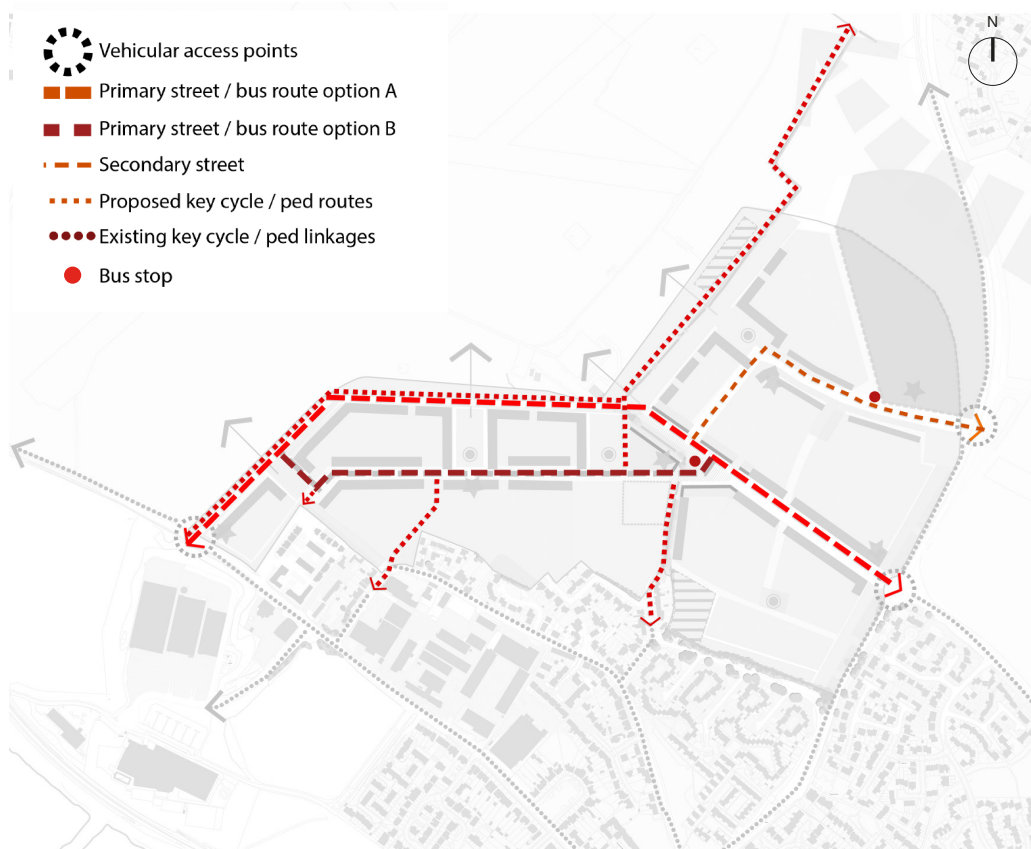 N
Vehicular access points
Primary street / bus route option A
Primary street / bus route option B
Secondary street
Proposed key cycle / ped routes
Existing key cycle / ped linkages
Bus stop